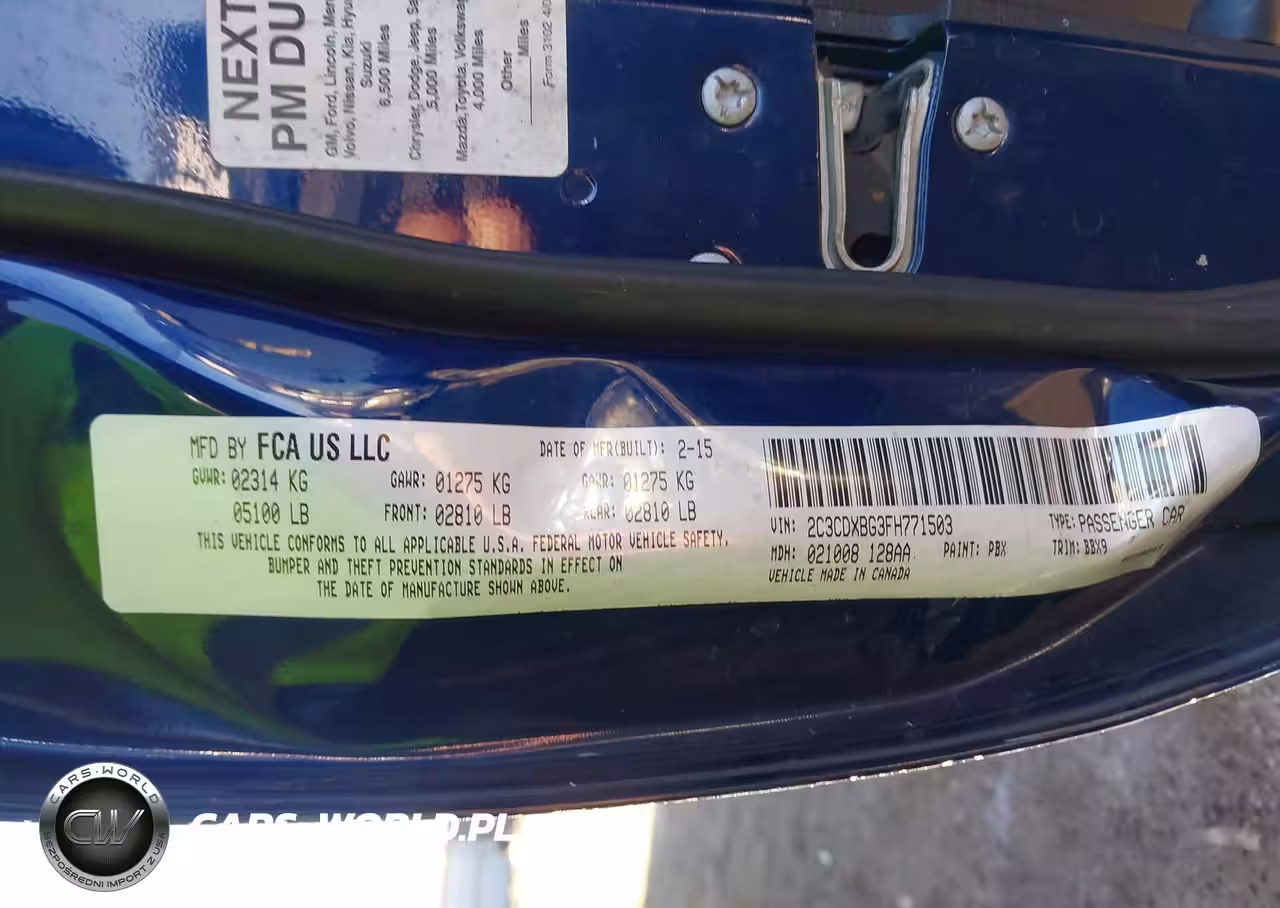 NEXT
PM DU
GM, Ford, Lincoln, Mer
Volvo, Nissan, Kia, Hyu
Suzuki
6,500 Miles
Chrysler, Dodge, Jeep,
5,000 Miles
Mazda, Toyota, Volkswag
4,000 Miles
Other
Miles
Form 3102
MFD BY FCA US LLC
DATE OF MFR(BUILT): 2-15
GVWR: 02314 KG
GAWR: 01275 KG
GAWR: 01275 KG
05100 LB
FRONT: 02810 LB
REAR: 02810 LB
THIS VEHICLE CONFORMS TO ALL APPLICABLE U.S.A. FEDERAL MOTOR VEHICLE SAFETY,
BUMPER AND THEFT PREVENTION STANDARDS IN EFFECT ON
THE DATE OF MANUFACTURE SHOWN ABOVE.
VIN: 2C3CDXBG3FH771503
TYPE: PASSENGER CAR
MDH: 021008 128AA
PAINT: PBX
TRIM: BBX9
VEHICLE MADE IN CANADA
CARS-WORLD
CW
BEZPOŚREDNI IMPORT Z USA
CARS-WORLD.PL